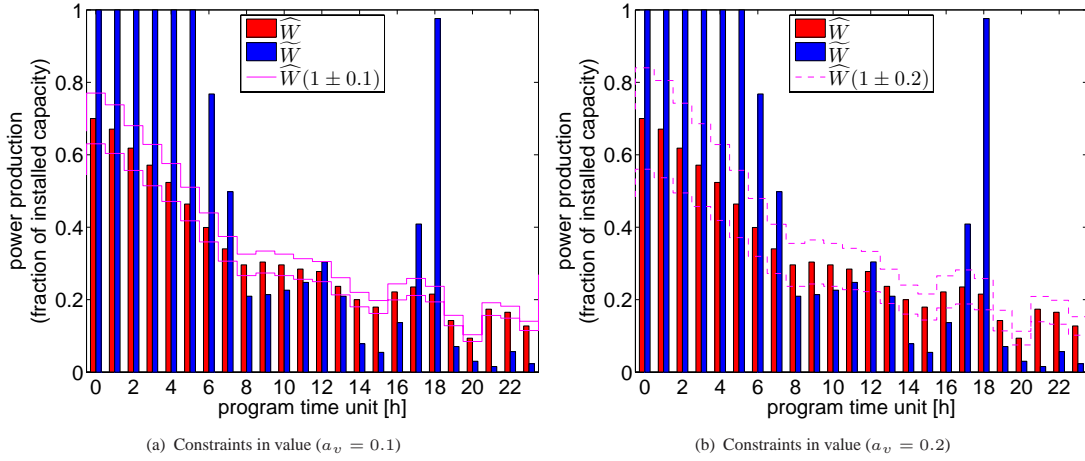 power production
(fraction of installed capacity)
1
0.8
0.6
0.4
0.2
0
0 2 4 6 8 10 12 14 16 18 20 22
program time unit [h]
Ŵ
W̃
Ŵ(1 ± 0.1)
(a) Constraints in value (a_v = 0.1)
power production
(fraction of installed capacity)
1
0.8
0.6
0.4
0.2
0
0 2 4 6 8 10 12 14 16 18 20 22
program time unit [h]
Ŵ
W̃
Ŵ(1 ± 0.2)
(b) Constraints in value (a_v = 0.2)